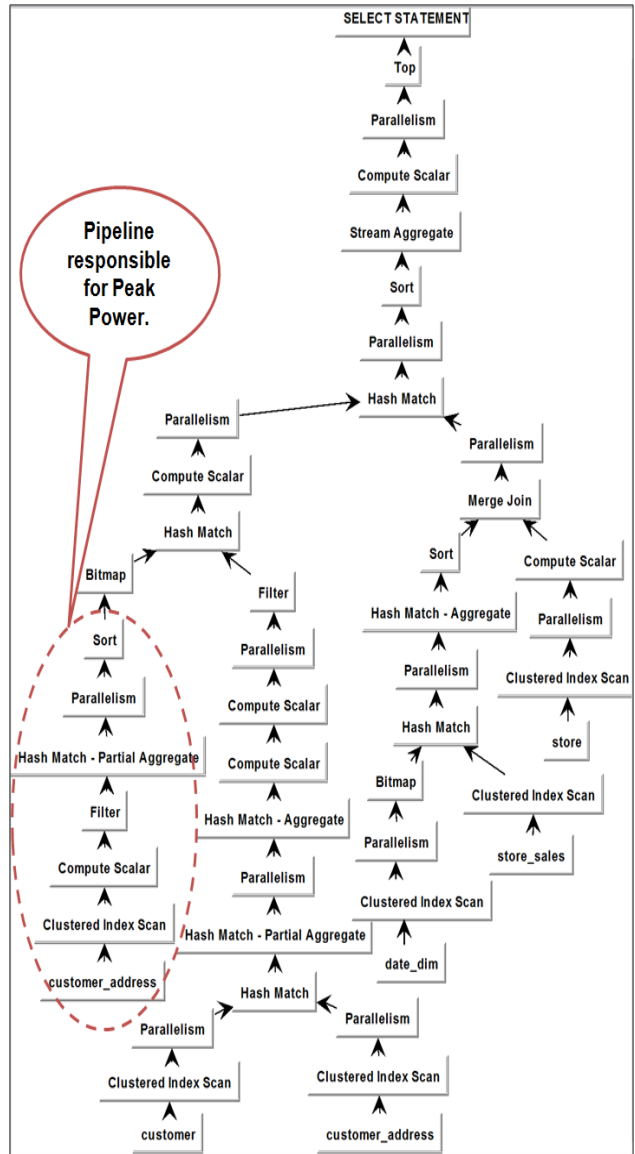 SELECT STATEMENT
Top
Parallelism
Compute Scalar
Stream Aggregate
Sort
Parallelism
Hash Match
Pipeline
responsible
for Peak
Power.
Parallelism
Compute Scalar
Hash Match
Bitmap
Sort
Parallelism
Hash Match - Partial Aggregate
Filter
Compute Scalar
Clustered Index Scan
customer_address
Filter
Parallelism
Compute Scalar
Compute Scalar
Hash Match - Aggregate
Parallelism
Hash Match - Partial Aggregate
Hash Match
Parallelism
Clustered Index Scan
customer
Parallelism
Clustered Index Scan
customer_address
Parallelism
Merge Join
Sort
Hash Match - Aggregate
Parallelism
Hash Match
Bitmap
Parallelism
Clustered Index Scan
date_dim
Clustered Index Scan
store_sales
Compute Scalar
Parallelism
Clustered Index Scan
store